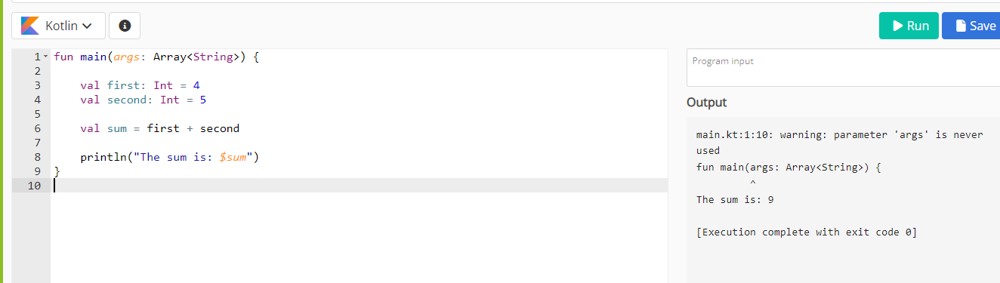 Kotlin
Run
Save
1 fun main(args: Array<String>) {
2
3     val first: Int = 4
4     val second: Int = 5
5
6     val sum = first + second
7
8     println("The sum is: $sum")
9 }
10
Program input
Output
main.kt:1:10: warning: parameter 'args' is never
used
fun main(args: Array<String>) {
^
The sum is: 9
[Execution complete with exit code 0]